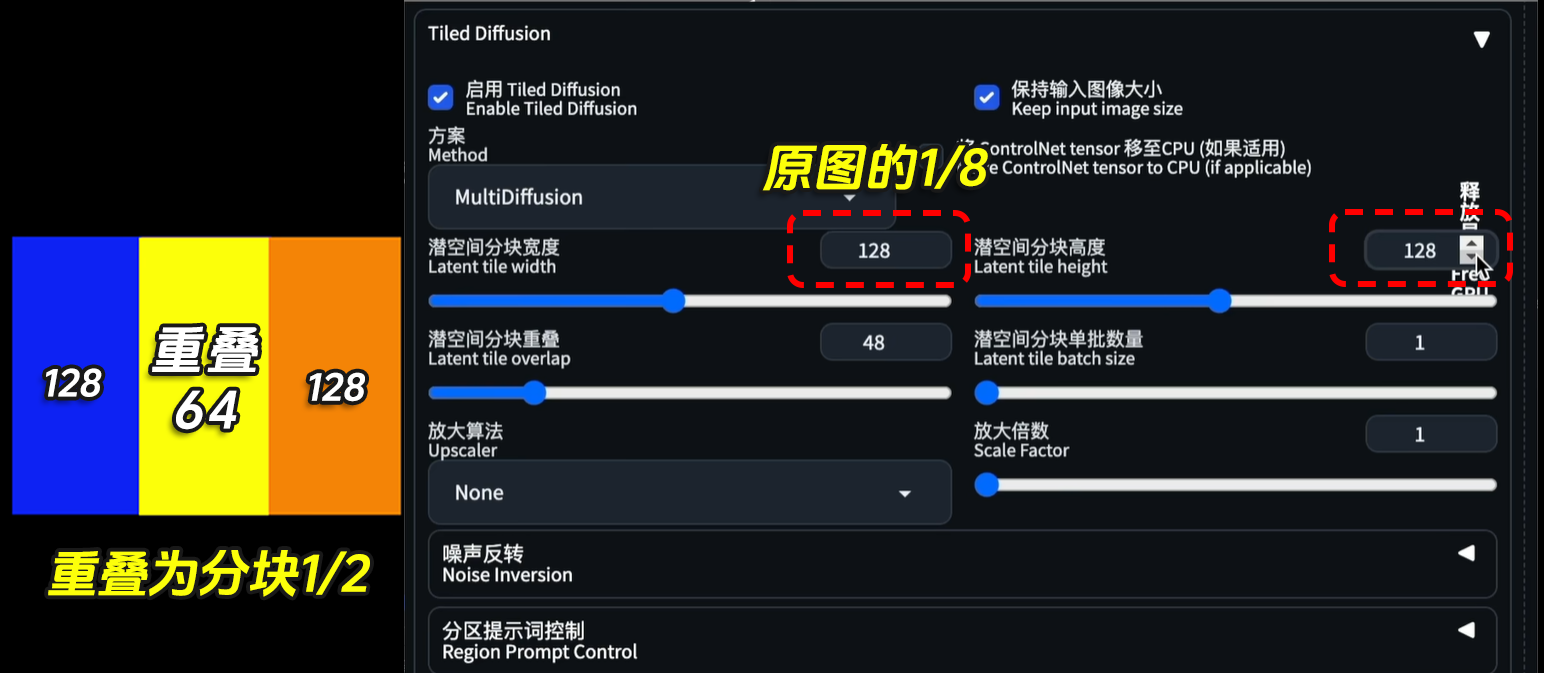 Tiled Diffusion
启用 Tiled Diffusion
Enable Tiled Diffusion
保持输入图像大小
Keep input image size
方案
Method
MultiDiffusion
原图的1/8
ControlNet tensor 移至CPU (如果适用)
ControlNet tensor to CPU (if applicable)
释
放
潜空间分块宽度
Latent tile width
128
潜空间分块高度
Latent tile height
128
潜空间分块重叠
Latent tile overlap
48
潜空间分块单批数量
Latent tile batch size
1
放大算法
Upscaler
None
放大倍数
Scale Factor
1
噪声反转
Noise Inversion
分区提示词控制
Region Prompt Control
128
重叠
64
128
重叠为分块1/2